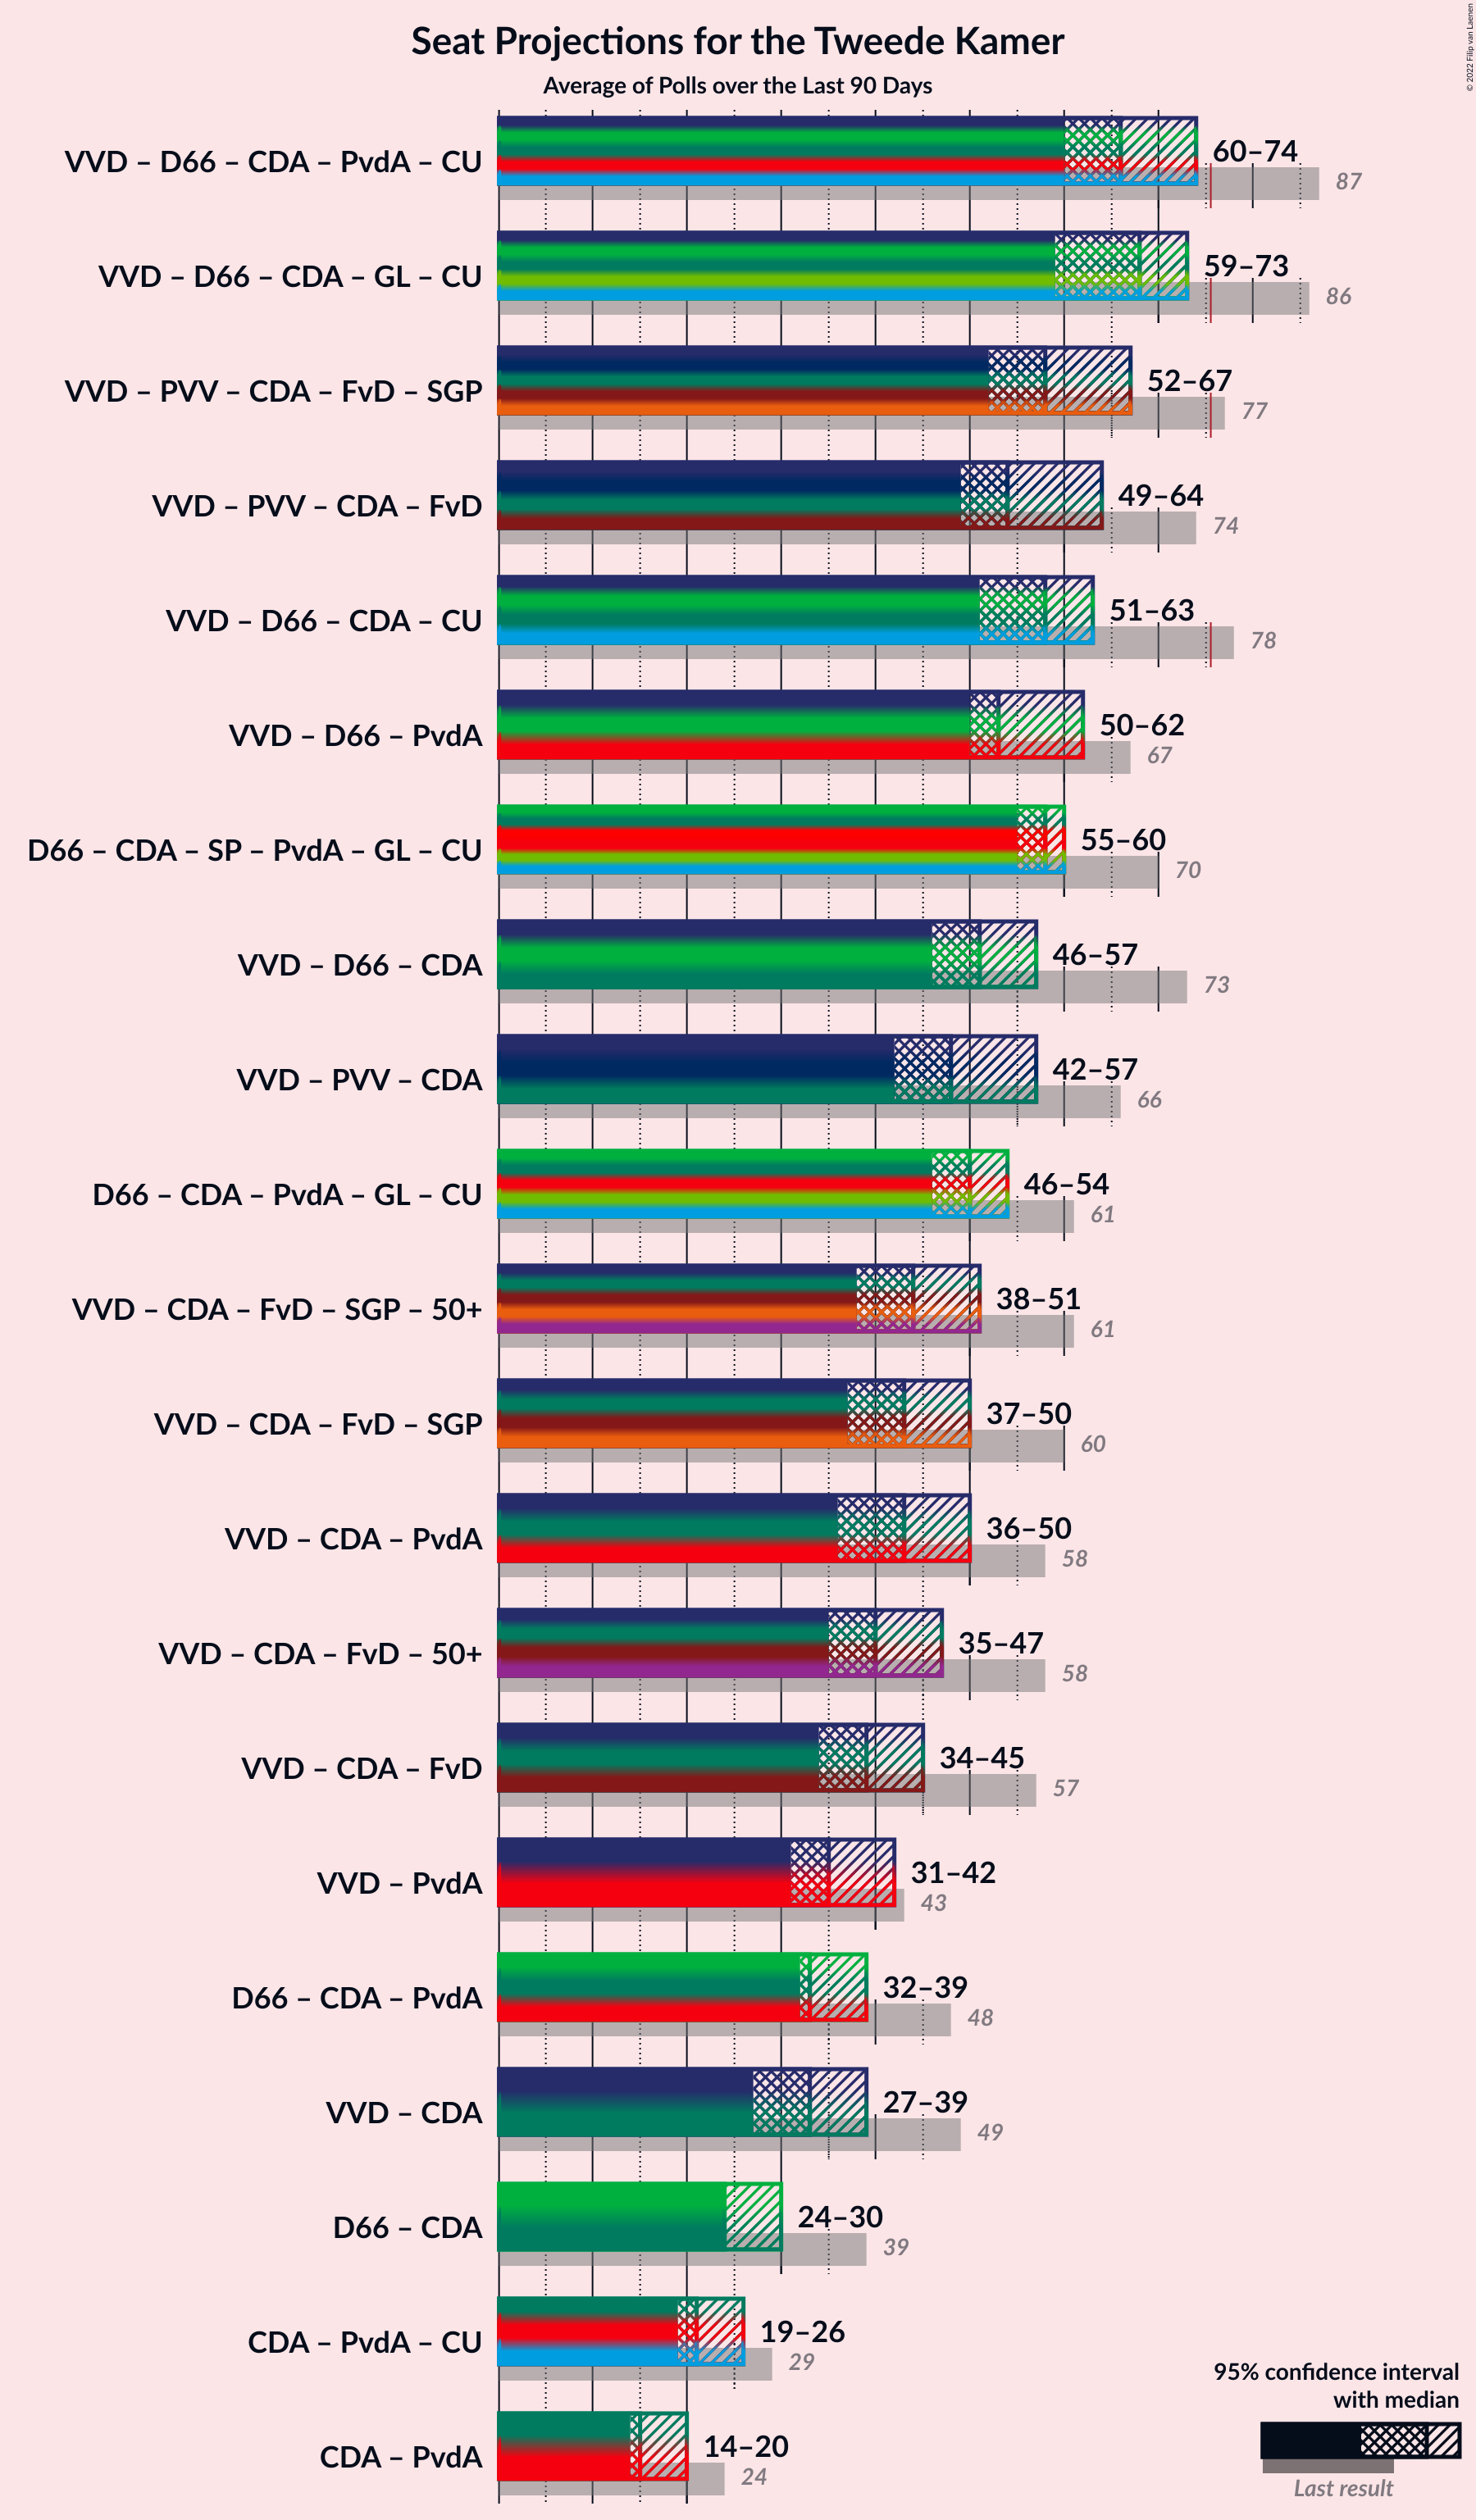 Seat Projections for the Tweede Kamer
Average of Polls over the Last 90 Days
© 2022 Filip van Laenen
VVD – D66 – CDA – PvdA – CU
60–74
87
VVD – D66 – CDA – GL – CU
59–73
86
VVD – PVV – CDA – FvD – SGP
52–67
77
VVD – PVV – CDA – FvD
49–64
74
VVD – D66 – CDA – CU
51–63
78
VVD – D66 – PvdA
50–62
67
D66 – CDA – SP – PvdA – GL – CU
55–60
70
VVD – D66 – CDA
46–57
73
VVD – PVV – CDA
42–57
66
D66 – CDA – PvdA – GL – CU
46–54
61
VVD – CDA – FvD – SGP – 50+
38–51
61
VVD – CDA – FvD – SGP
37–50
60
VVD – CDA – PvdA
36–50
58
VVD – CDA – FvD – 50+
35–47
58
VVD – CDA – FvD
34–45
57
VVD – PvdA
31–42
43
D66 – CDA – PvdA
32–39
48
VVD – CDA
27–39
49
D66 – CDA
24–30
39
CDA – PvdA – CU
19–26
29
CDA – PvdA
14–20
24
95% confidence interval
with median
Last result